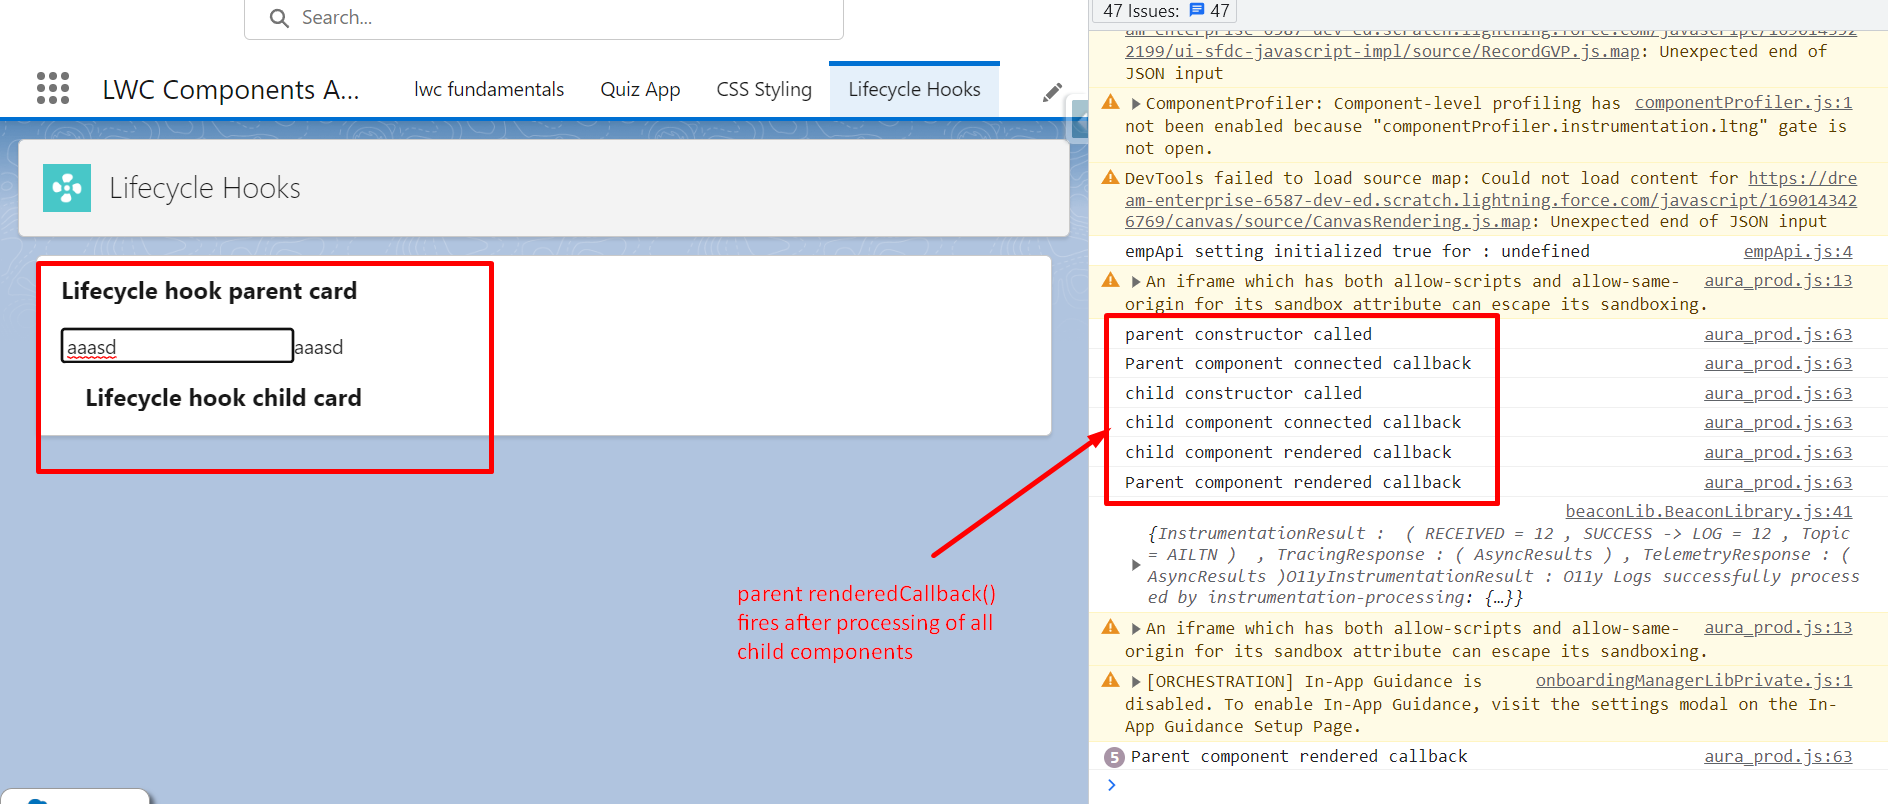 Search...
LWC Components A...
lwc fundamentals
Quiz App
CSS Styling
Lifecycle Hooks
Lifecycle Hooks
Lifecycle hook parent card
aaasd
aaasd
Lifecycle hook child card
parent renderedCallback()
fires after processing of all
child components
47 Issues: 47
am-enterprise-6587-dev-ed.scratch.lightning.force.com/javascript/169014392
2199/ui-sfdc-javascript-impl/source/RecordGVP.js.map: Unexpected end of
JSON input
ComponentProfiler: Component-level profiling has componentProfiler.js:1
not been enabled because "componentProfiler.instrumentation.ltng" gate is
not open.
DevTools failed to load source map: Could not load content for https://dre
am-enterprise-6587-dev-ed.scratch.lightning.force.com/javascript/169014342
6769/canvas/source/CanvasRendering.js.map: Unexpected end of JSON input
empApi setting initialized true for : undefined empApi.js:4
An iframe which has both allow-scripts and allow-same- aura_prod.js:13
origin for its sandbox attribute can escape its sandboxing.
parent constructor called aura_prod.js:63
Parent component connected callback aura_prod.js:63
child constructor called aura_prod.js:63
child component connected callback aura_prod.js:63
child component rendered callback aura_prod.js:63
Parent component rendered callback aura_prod.js:63
beaconLib.BeaconLibrary.js:41
{InstrumentationResult : ( RECEIVED = 12 , SUCCESS -> LOG = 12 , Topic
= AILTN ) , TracingResponse : ( AsyncResults ) , TelemetryResponse : (
AsyncResults )O11yInstrumentationResult : O11y Logs successfully process
ed by instrumentation-processing: {…}}
An iframe which has both allow-scripts and allow-same- aura_prod.js:13
origin for its sandbox attribute can escape its sandboxing.
[ORCHESTRATION] In-App Guidance is onboardingManagerLibPrivate.js:1
disabled. To enable In-App Guidance, visit the settings modal on the In-
App Guidance Setup Page.
5 Parent component rendered callback aura_prod.js:63